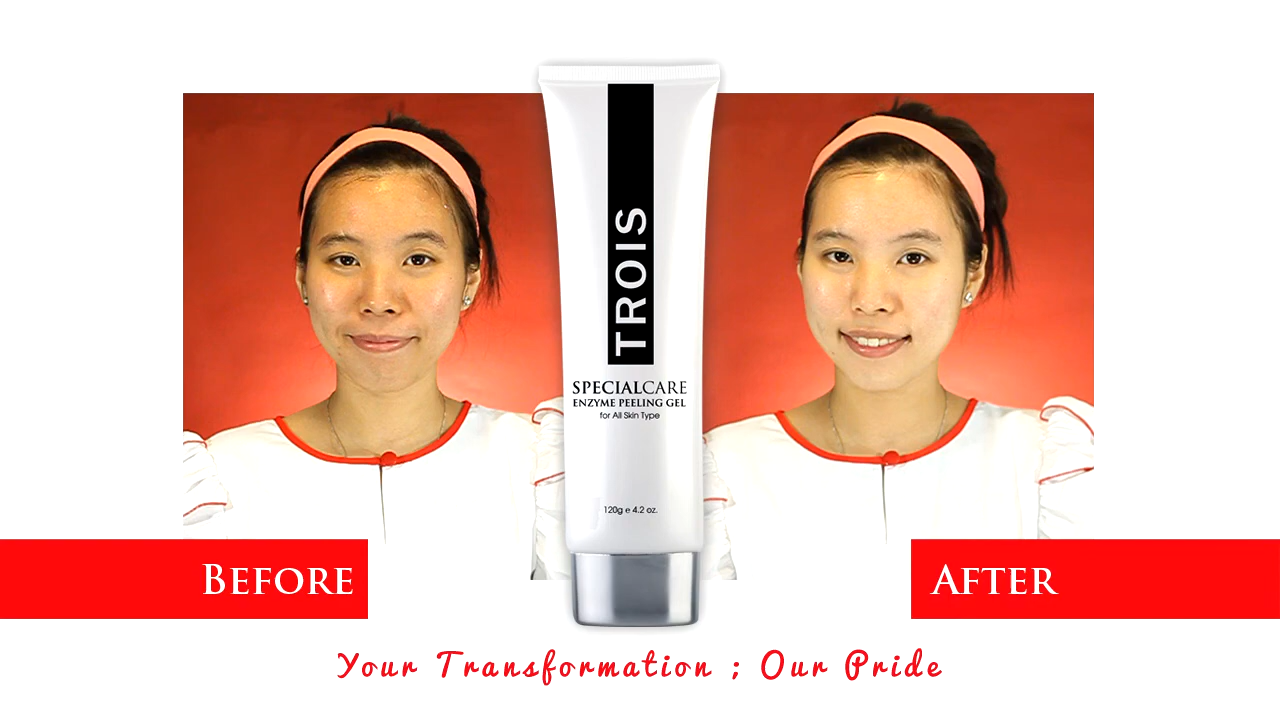 TROIS
SPECIALCARE
ENZYME PEELING GEL
for All Skin Type
120g e 4.2 oz.
BEFORE
AFTER
Your Transformation ; Our Pride